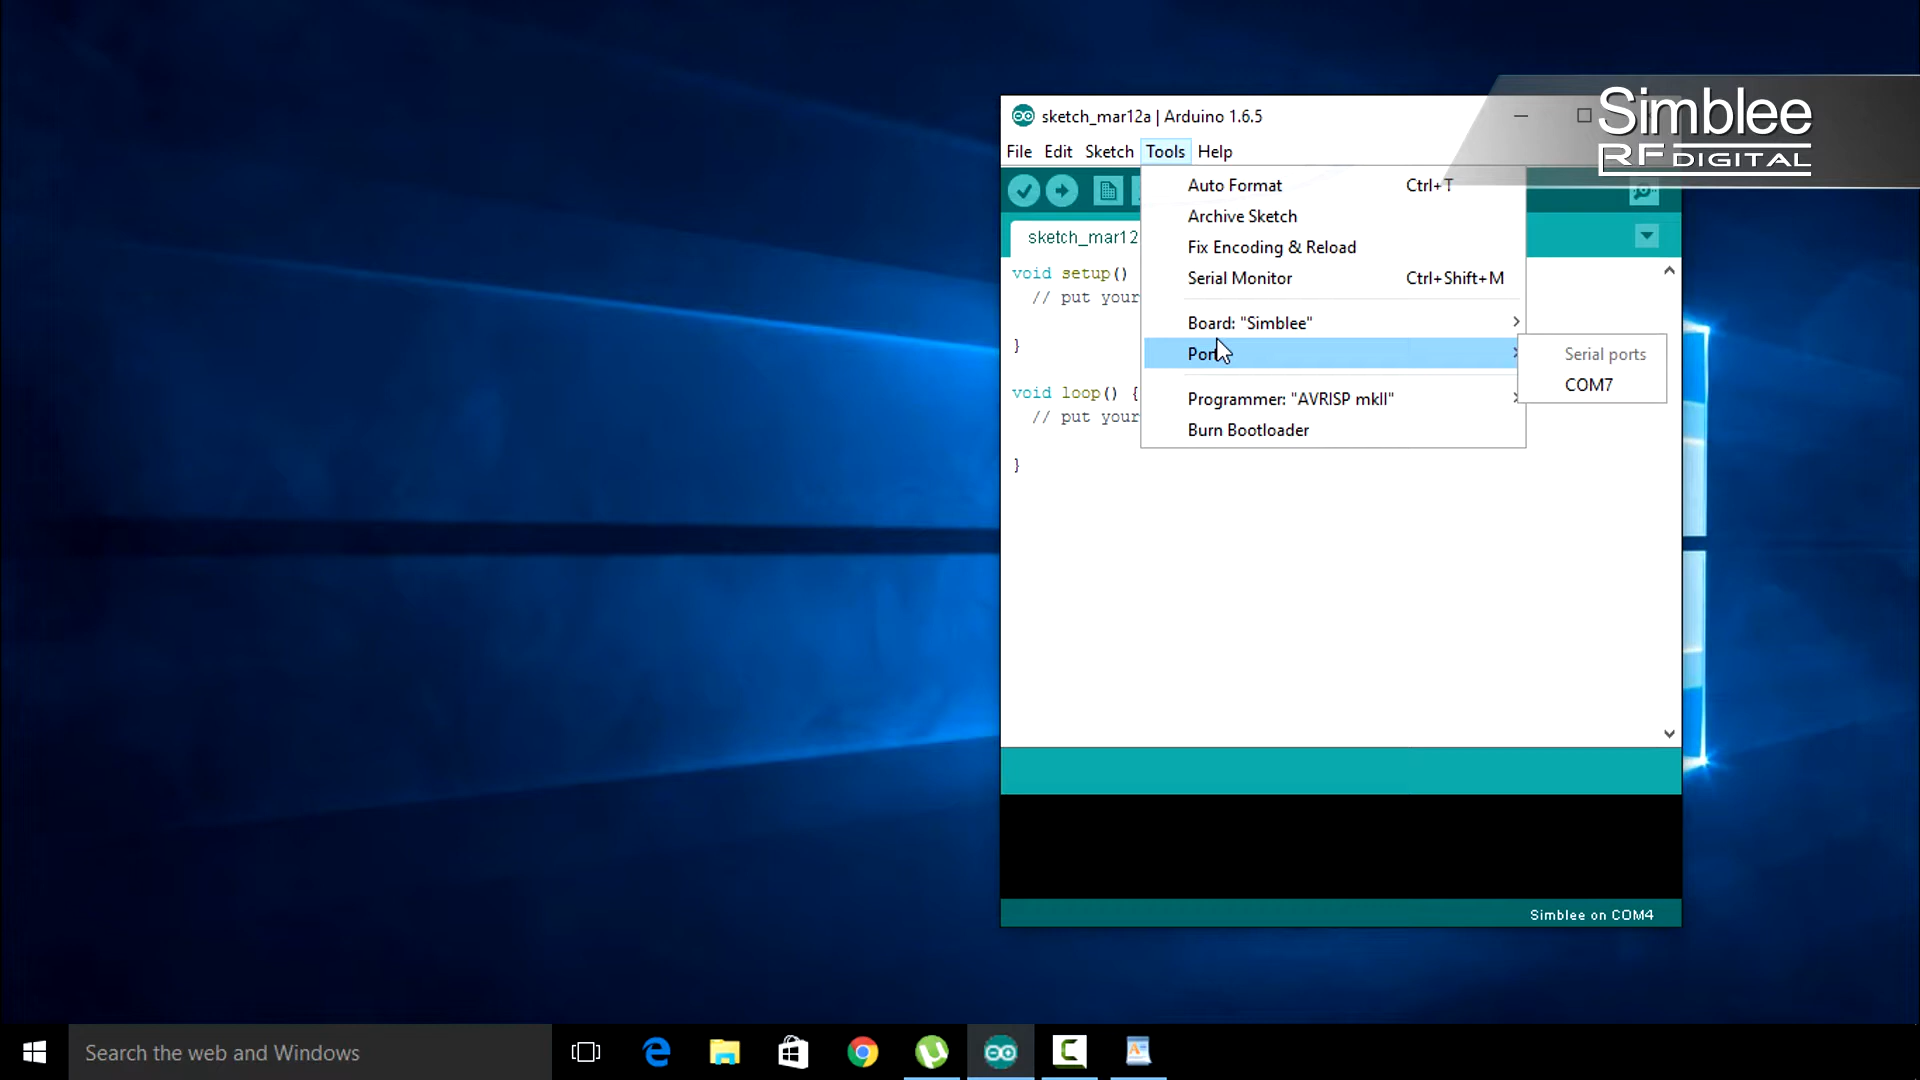 Simblee
RF DIGITAL
sketch_mar12a | Arduino 1.6.5
File Edit Sketch Tools Help
Auto Format Ctrl+T
Archive Sketch
sketch_mar12
Fix Encoding & Reload
void setup()
Serial Monitor Ctrl+Shift+M
// put your
Board: "Simblee"
}
Port
Serial ports
COM7
void loop() {
Programmer: "AVRISP mkII"
// put your
Burn Bootloader
}
Simblee on COM4
Search the web and Windows